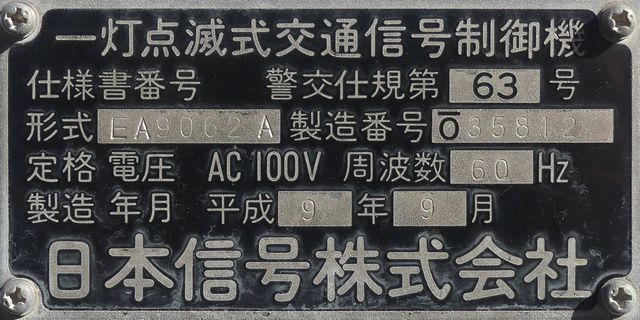 一灯点滅式交通信号制御機
仕様書番号 警交仕規第 63 号
形式 EA9062A 製造番号 035812
定格電圧 AC100V 周波数 60 Hz
製造年月 平成 9 年 9 月
日本信号株式会社